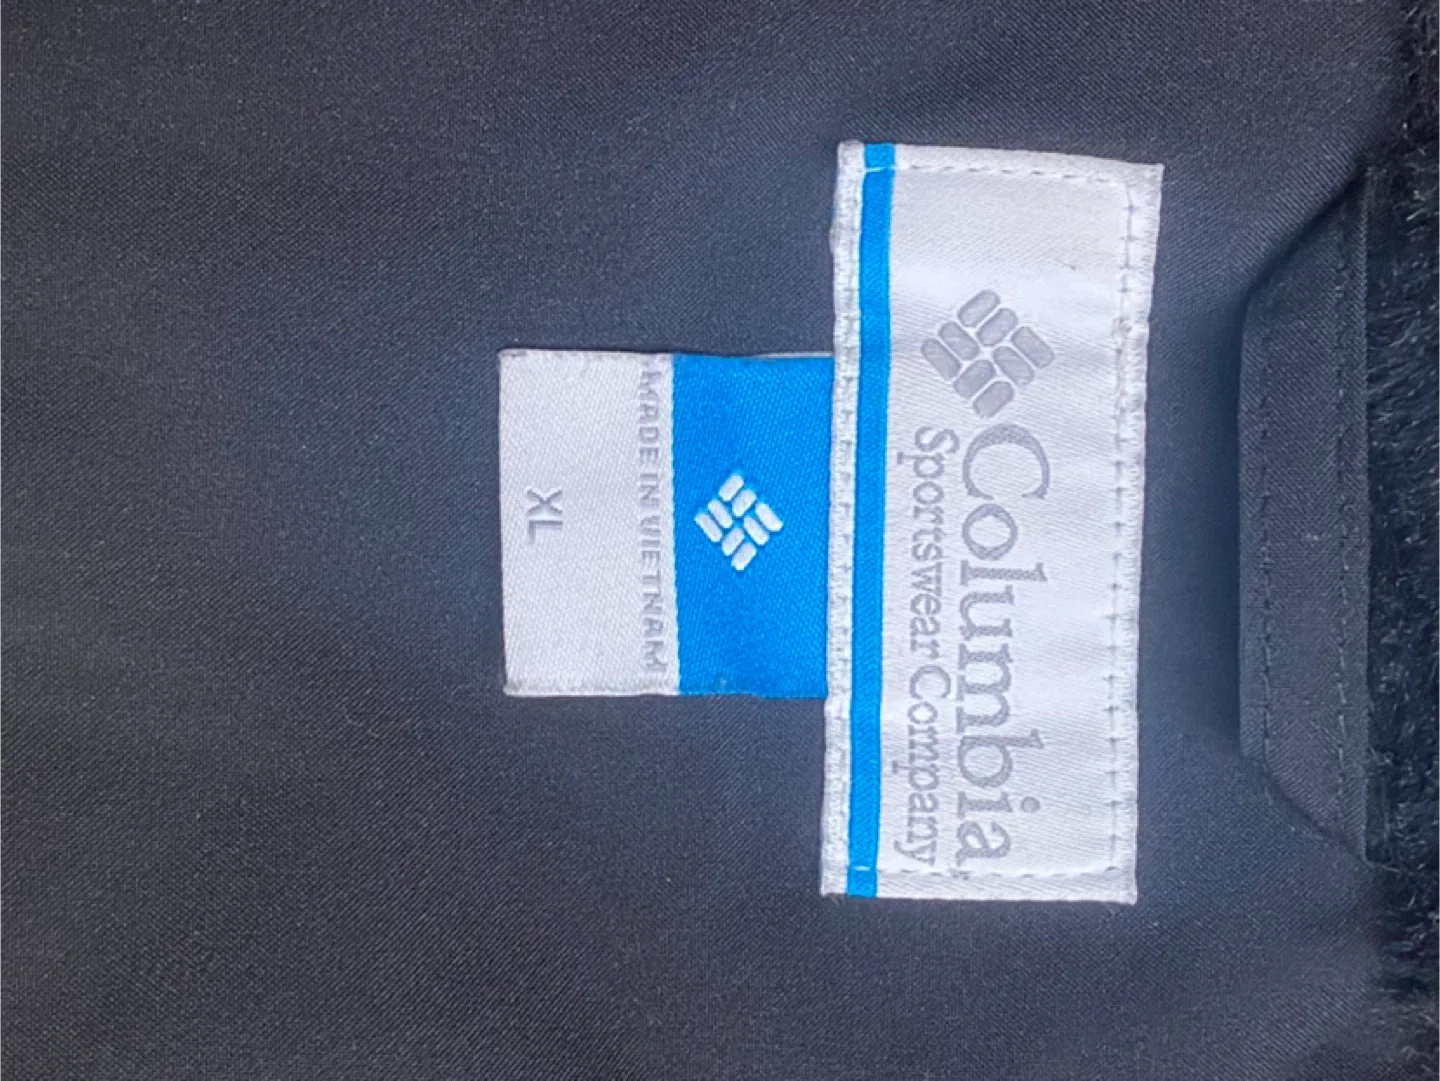 Columbia
Sportswear Company
MADE IN VIETNAM
XL